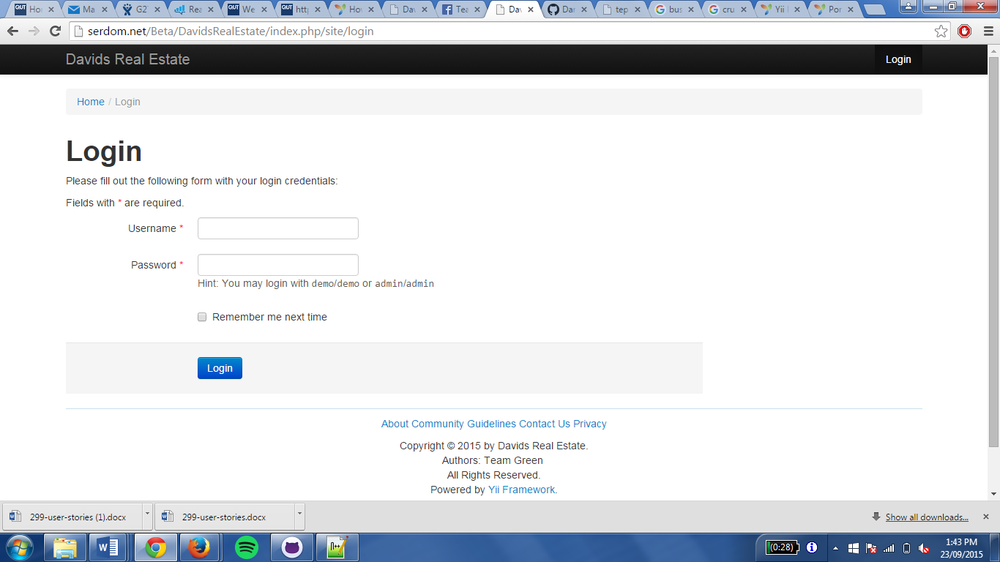 QUT Ho
Ma
G2
Rea
QUT We
QUT http
Hov
Dav
Tea
Dav
Dar
tep
bus
cru
Yii
Por
serdom.net/Beta/DavidsRealEstate/index.php/site/login
Davids Real Estate
Login
Home / Login
Login
Please fill out the following form with your login credentials:
Fields with * are required.
Username *
Password *
Hint: You may login with demo/demo or admin/admin
Remember me next time
Login
About Community Guidelines Contact Us Privacy
Copyright © 2015 by Davids Real Estate.
Authors: Team Green
All Rights Reserved.
Powered by Yii Framework.
299-user-stories (1).docx
299-user-stories.docx
Show all downloads...
(0:28)
1:43 PM
23/09/2015